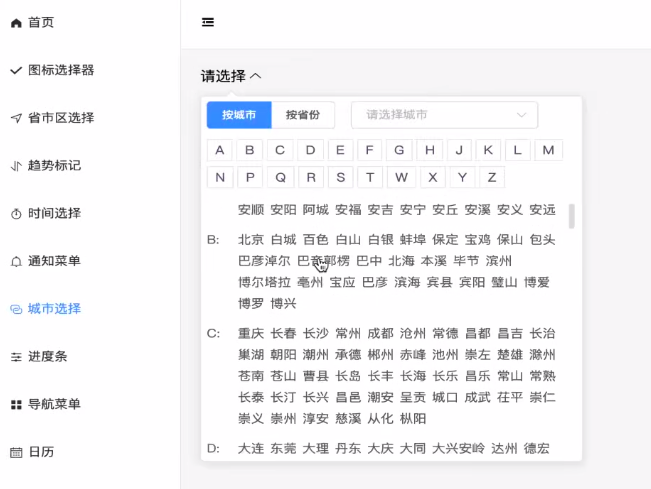 首页
图标选择器
省市区选择
趋势标记
时间选择
通知菜单
城市选择
进度条
导航菜单
日历
请选择
按城市 按省份 请选择城市
A B C D E F G H J K L M
N P Q R S T W X Y Z
安顺 安阳 阿城 安福 安吉 安宁 安丘 安溪 安义 安远
B: 北京 白城 百色 白山 白银 蚌埠 保定 宝鸡 保山 包头
巴彦淖尔 巴音郭楞 巴中 北海 本溪 毕节 滨州
博尔塔拉 亳州 宝应 巴彦 滨海 宾县 宾阳 璧山 博爱
博罗 博兴
C: 重庆 长春 长沙 常州 成都 沧州 常德 昌都 昌吉 长治
巢湖 朝阳 潮州 承德 郴州 赤峰 池州 崇左 楚雄 滁州
苍南 苍山 曹县 长岛 长丰 长海 长乐 昌乐 常山 常熟
长泰 长汀 长兴 昌邑 潮安 呈贡 城口 成武 茌平 崇仁
崇义 崇州 淳安 慈溪 从化 枞阳
D: 大连 东莞 大理 丹东 大庆 大同 大兴安岭 达州 德宏